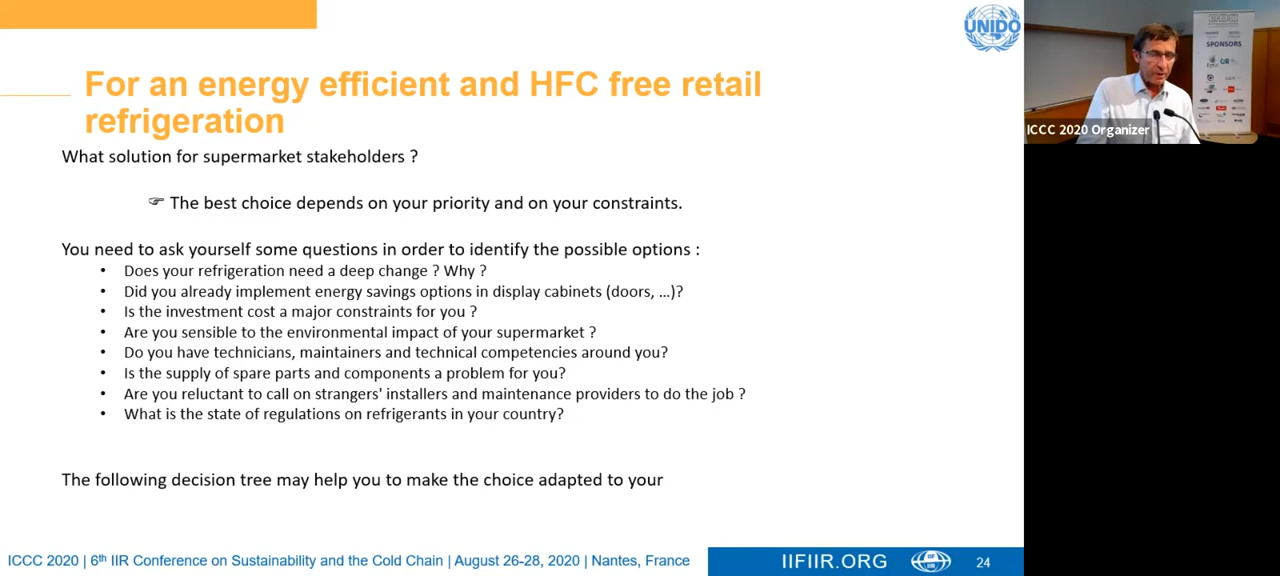 UNIDO
For an energy efficient and HFC free retail
refrigeration
What solution for supermarket stakeholders ?
☞ The best choice depends on your priority and on your constraints.
You need to ask yourself some questions in order to identify the possible options :
• Does your refrigeration need a deep change ? Why ?
• Did you already implement energy savings options in display cabinets (doors, ...)?
• Is the investment cost a major constraints for you ?
• Are you sensible to the environmental impact of your supermarket ?
• Do you have technicians, maintainers and technical competencies around you?
• Is the supply of spare parts and components a problem for you?
• Are you reluctant to call on strangers' installers and maintenance providers to do the job ?
• What is the state of regulations on refrigerants in your country?
The following decision tree may help you to make the choice adapted to your
ICCC 2020 | 6th IIR Conference on Sustainability and the Cold Chain | August 26-28, 2020 | Nantes, France
IIFIIR.ORG
IIF
IIR
24
SPONSORS
ICCC 2020 Organizer